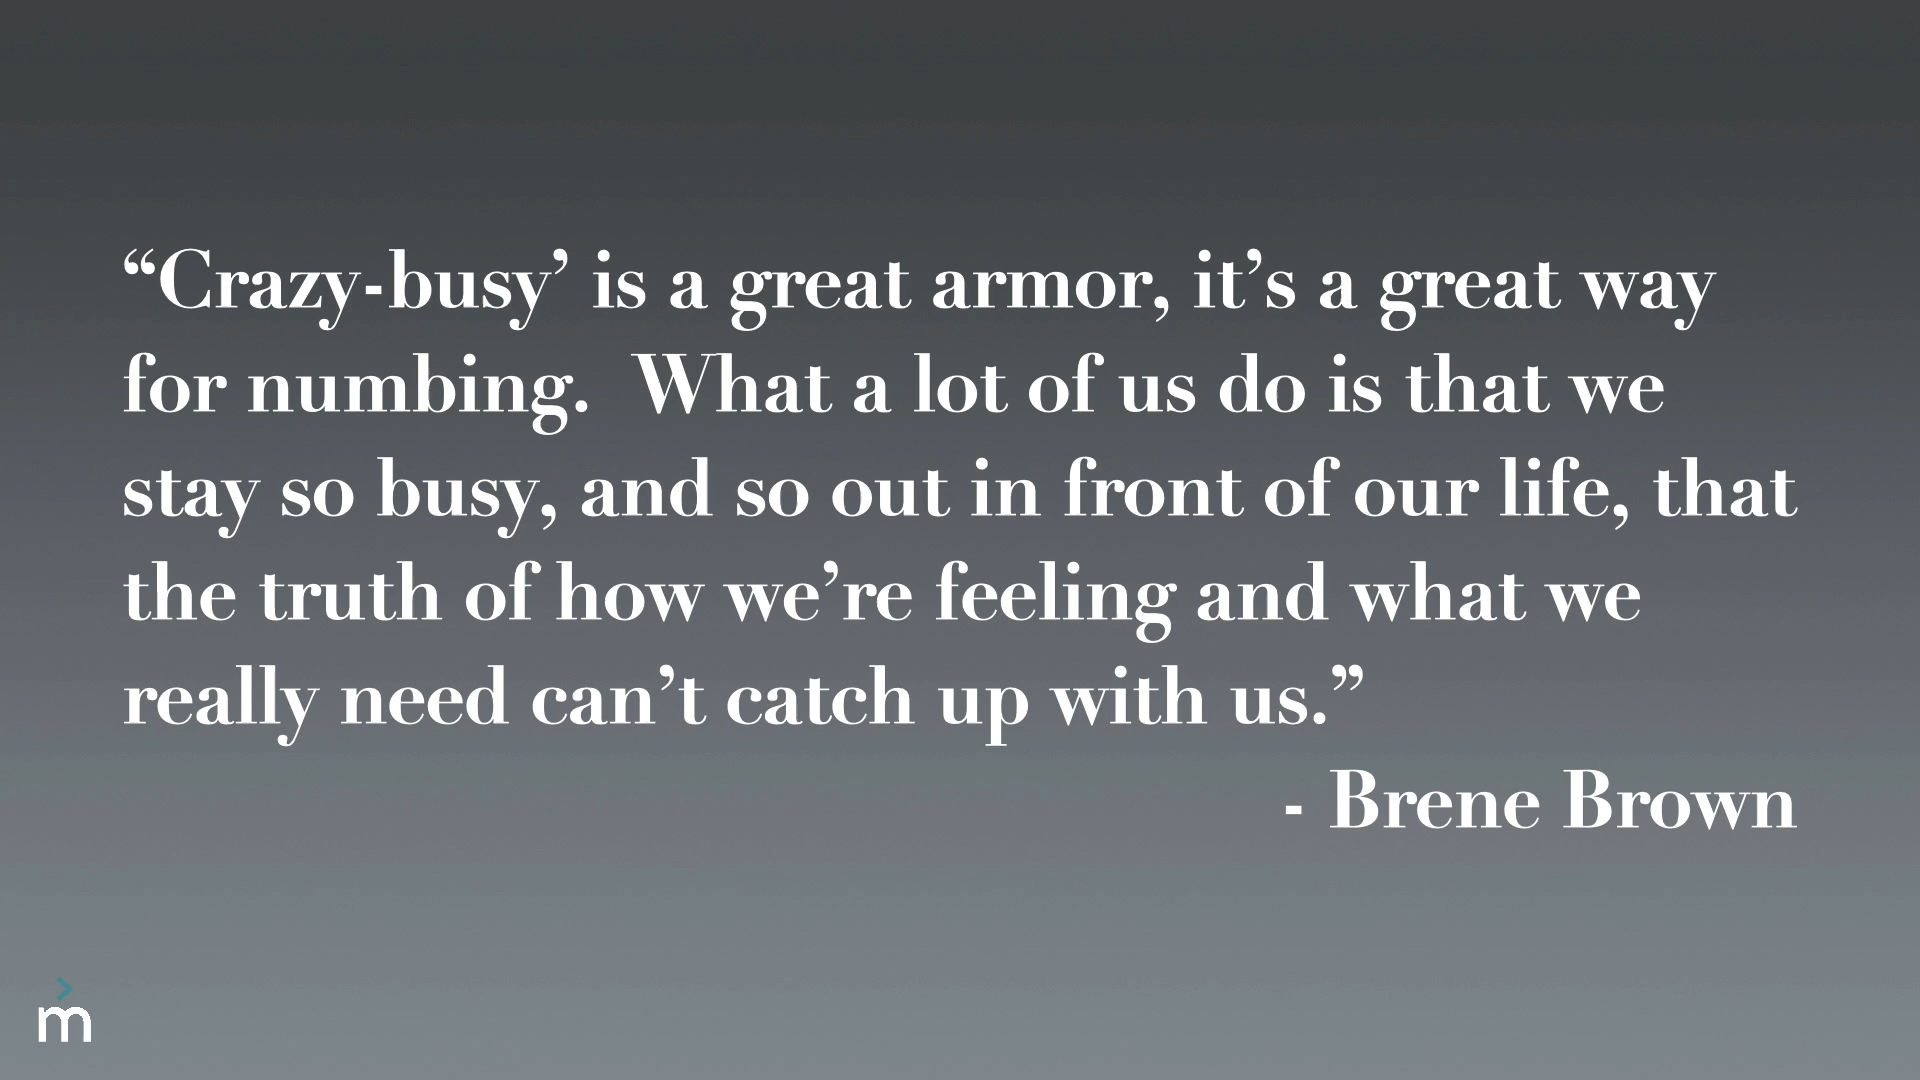 “Crazy-busy’ is a great armor, it’s a great way
for numbing.  What a lot of us do is that we
stay so busy, and so out in front of our life, that
the truth of how we’re feeling and what we
really need can’t catch up with us.”
- Brene Brown
m